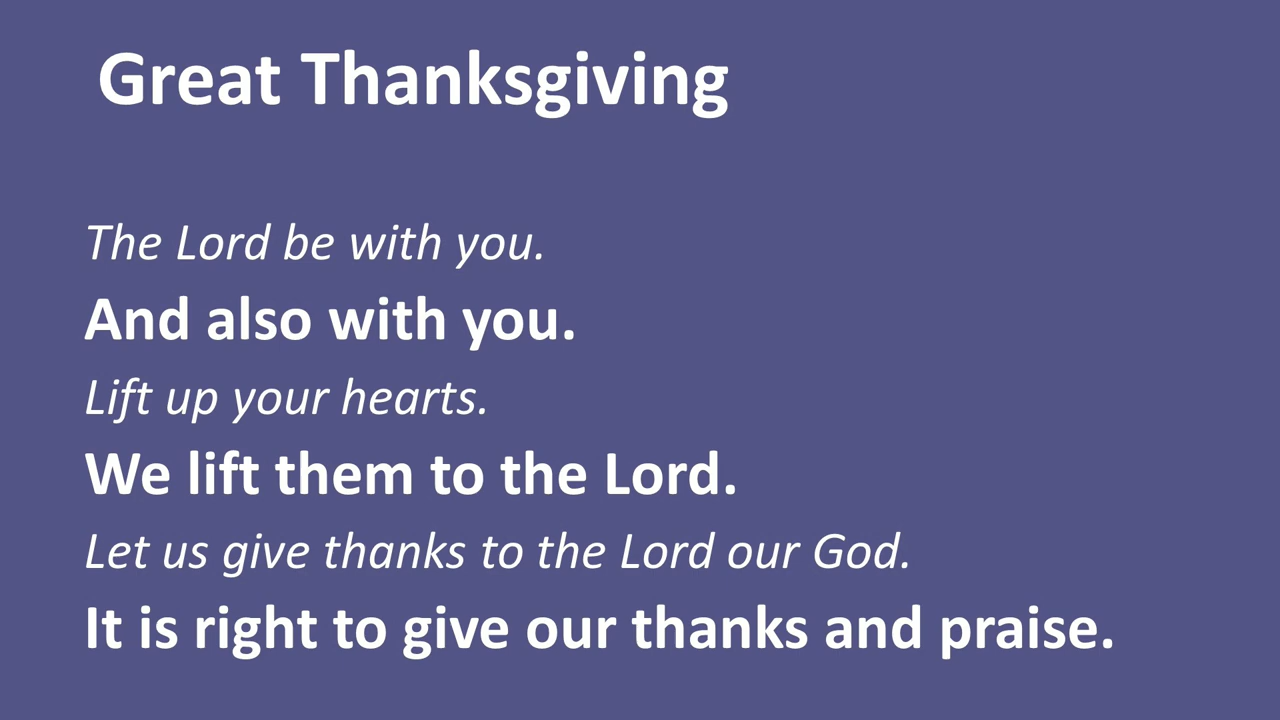 Great Thanksgiving
The Lord be with you.
And also with you.
Lift up your hearts.
We lift them to the Lord.
Let us give thanks to the Lord our God.
It is right to give our thanks and praise.